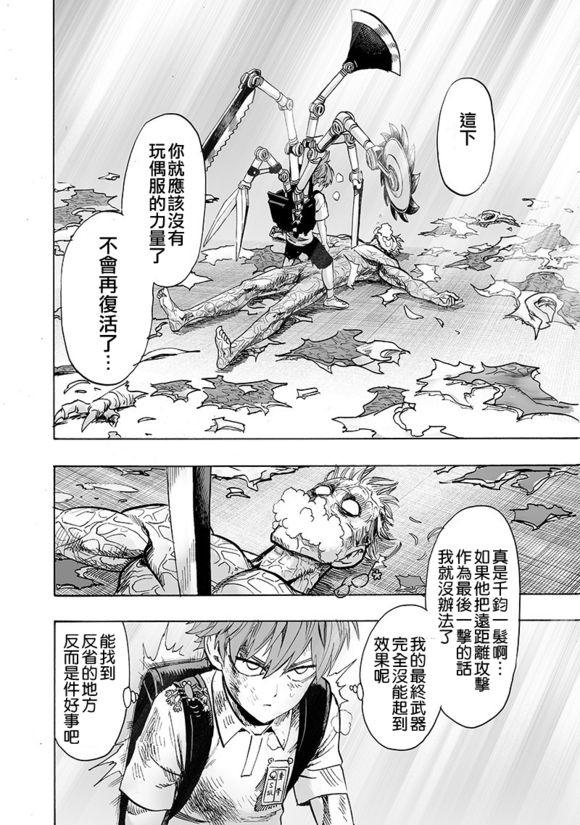 這下
你就應該沒有
玩偶服的力量了
不會再復活了…
真是千鈞一髮啊…
如果他把遠距離攻擊
作為最後一擊的話
我就沒辦法了
我的最終武器
完全沒能起到
效果呢
能找到
反省的地方
反而是件好事吧